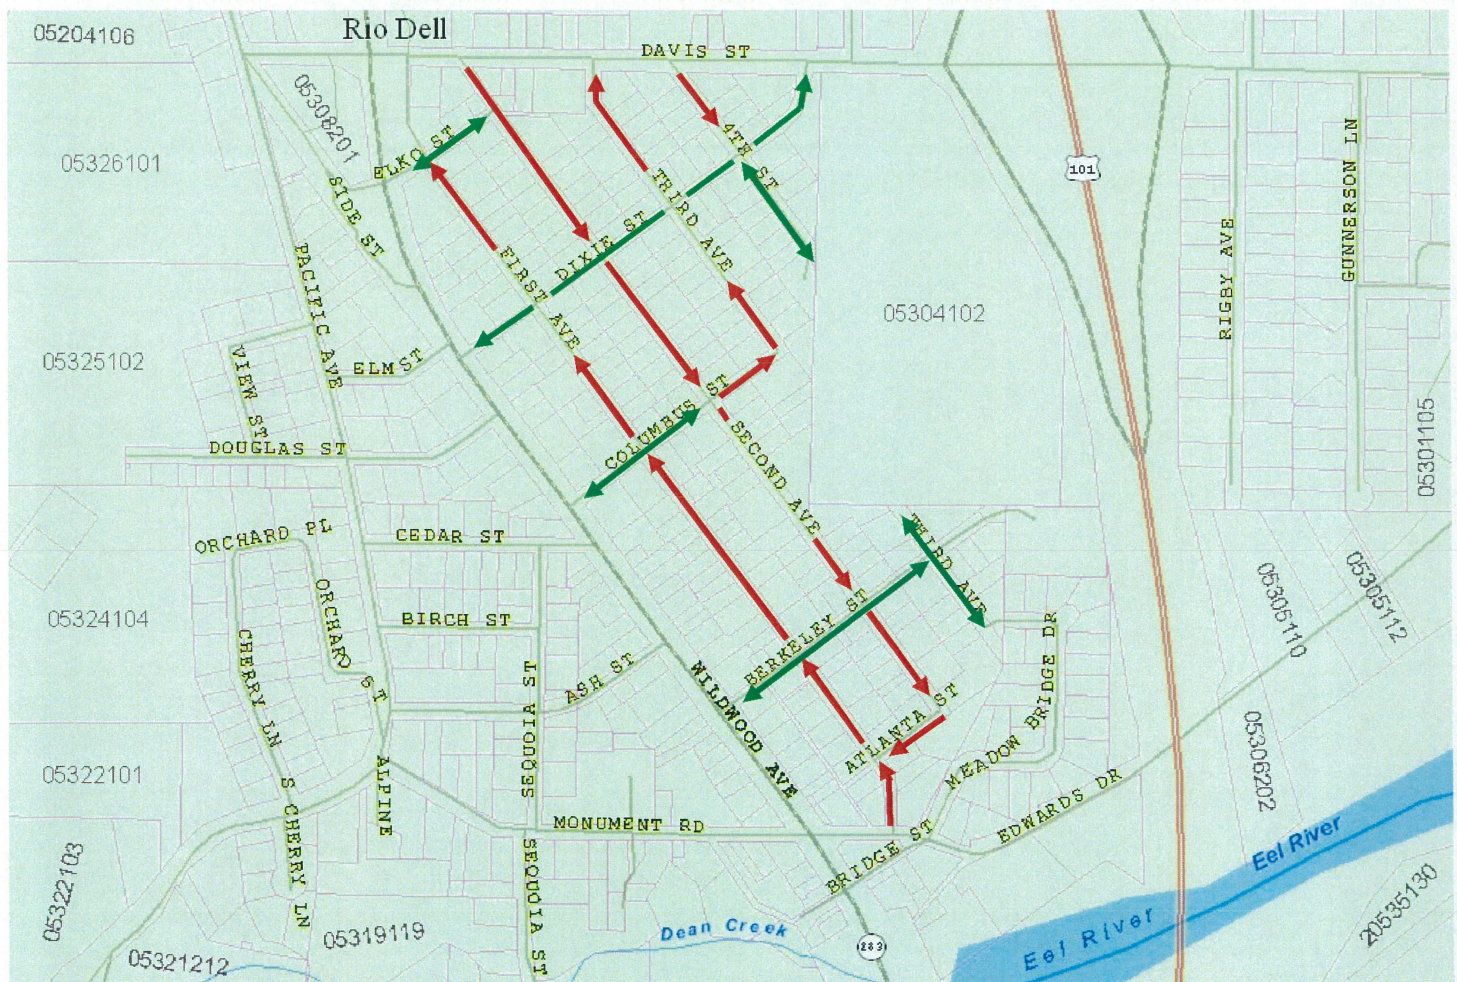 Rio Dell
05204106
DAVIS ST
05308201
4TH ST
ELKO ST
05326101
101
GUNNERSON LN
SIDE ST
THIRD AVE
RIGBY AVE
DIXIE ST
FIRST AVE
PACIFIC AVE
05304102
05325102
VIEW ST
ELM ST
COLUMBUS ST
SECOND AVE
05301105
DOUGLAS ST
ORCHARD PL
CEDAR ST
THIRD AVE
05305110
05305112
ORCHARD ST
05324104
BIRCH ST
BERKELEY ST
CHERRY LN
ASH ST
SEQUOIA ST
WILDWOOD AVE
MEADOW BRIDGE DR
ATLANTA ST
05306202
05322101
ALPINE
S CHERRY LN
MONUMENT RD
EDWARDS DR
BRIDGE ST
Eel River
05322103
SEQUOIA ST
05319119
Dean Creek
283
Eel River
20535130
05321212